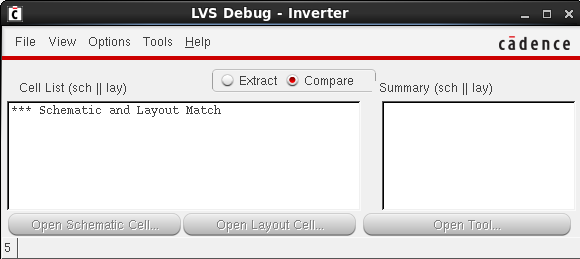 LVS Debug - Inverter
File View Options Tools Help
cādence
Extract Compare
Cell List (sch || lay) Summary (sch || lay)
*** Schematic and Layout Match
Open Schematic Cell... Open Layout Cell... Open Tool...
5